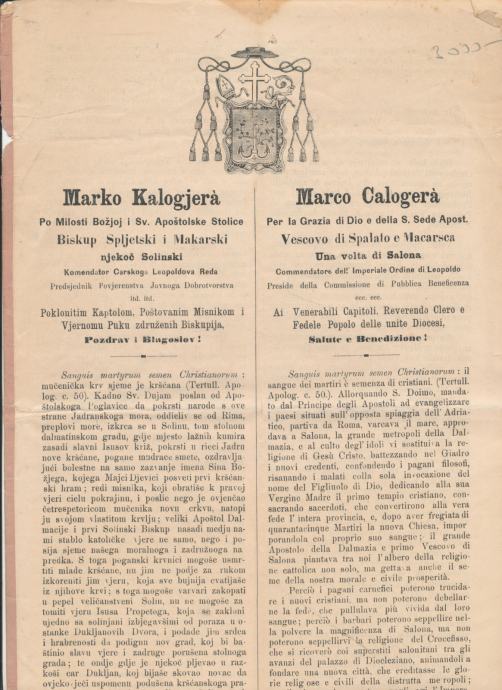 3000-
Marko Kalogjerà
Po Milosti Božjoj i Sv. Apoštolske Stolice
Biskup Spljetski i Makarski
njekoč Solinski
Komendator Carskoga Leopoldova Reda
Predsjednik Povjerenstva Javnoga Dobrotvorstva
itd. itd.
Poklonitim Kaptolom, Poštovanim Misnikom i
Vjernomu Puku združenih Biskupija,
Pozdrav i Blagosiov!
Sanguis martyrum semen Christianorum:
mučenička krv sjeme je krščana (Tertull. Apo-
log. c. 50.). Kadno Sv. Dujam poslan od Apo-
štolskoga Poglavice da pokrsti narode s ove
strane Jadranskoga mora, oddieliv se od Rima,
preplovi more, izkrca se u Solinu, tom stolnom
dalmatinskom gradu, gdje mjesto lažnih kumira
zasadi slavni Isusov križ, pokrsti u rieci Jadru
nove krščane, pogane mudrace smete, ozdravlja-
juci bolestne na samo zazvanje imena Sina Bo-
žjega, kojega Majci Djevici posveti prvi krščan-
ski hram; redi misnika, koji obratiše k pravoj
vjeri cielu pokrajinu, i poslie nego je ovjenčao
četrespetoricom mučenika novu crkvu, natopi
ju svojom vlastitom krvlju; veliki Apoštol Dal-
macije i prvi Solinski Biskup nasadi medju na-
mi stablo katoličke vjere ne samo, nego i po-
sija sjeme našega moralnoga i zadružnoga na-
predka. S toga poganski krvnici mogoše usmr-
titi mlade krščane, nu jim ne podje za rukom
izkoreniti jim vjeru, koja sve bujnija cvatijaše
iz njihove krvi; s toga mogoše varvari zakopati
u pepel veličanstveni Solin, nu ne mogoše za-
tomiti vjeru Isusa Propetoga, koja se zakloni
ujedno sa solinjani izbjegavšimi od poraza u o-
stanke Dukljanovih Dvora, i podade jim srdca
i hrabrenosti da podignu nov grad, koj bi ba-
štinio slavu vjere i zadruge porušena stolnoga
grada; te ondje gdje je njekoč pljevao u raz-
koši car Dukljan, koj bijaše skovao novac da
ovjekovječi uspomenu podušena krščanskoga pra-
Marco Calogerà
Per la Grazia di Dio e della S. Sede Apost.
Vescovo di Spalato e Macarsca
Una volta di Salona
Commendatore dell' Imperiale Ordine di Leopoldo
Preside della Commissione di Pubblica Beneficenza
ecc. ecc.
Ai Venerabili Capitoli, Reverendo Clero e
Fedele Popolo delle unite Diocesi,
Salute e Benedizione!
Sanguis martyrum semen Christianorum: il
sangue dei martiri è semenza di cristiani. (Tertull.
Apolog. c. 50.). Allorquando S. Doimo, manda-
to dal Principe degli Apostoli ad evangelizzare
i paesi situati sull' opposta spiaggia dell' Adria-
tico, partiva da Roma, varcava il mare, appro-
dava a Salona, la grande metropoli della Dal-
mazia, e al culto degl' idoli vi sostituiva la re-
ligione di Gesù Cristo, battezzando nel Giadro
i nuovi credenti, confondendo i pagani filosofi,
risanando i malati colla sola invocazione del
nome del Figliuolo di Dio, dedicando alla sua
Vergine Madre il primo tempio cristiano, con-
sacrando sacerdoti, che convertirono alla vera
fede l' intera provincia, e, dopo aver fregiata di
quarantacinque Martiri la nuova Chiesa, impor-
porandola col proprio suo sangue; il grande
Apostolo della Dalmazia e primo Vescovo di
Salona piantava tra noi l' albero della religio-
ne cattolica non solo, ma gettava anche il se-
me della nostra morale e civile prosperità.
Perciò i pagani carnefici poterono trucida-
re i nuovi cristiani, ma non poterono debellar-
ne la fede, che pullulava più vivida dal loro
sangue; perciò i barbari poterono seppellire nel-
la polvere la magnificenza di Salona, ma non
poterono seppellirvi la religione del Crocefisso,
che si ricoverò coi superstiti salonitani tra gli
avanzi del palazzo di Diocleziano, animandoli a
fondare una nuova città, che ereditasse le glo-
rie religiose e civili della distrutta metropoli;